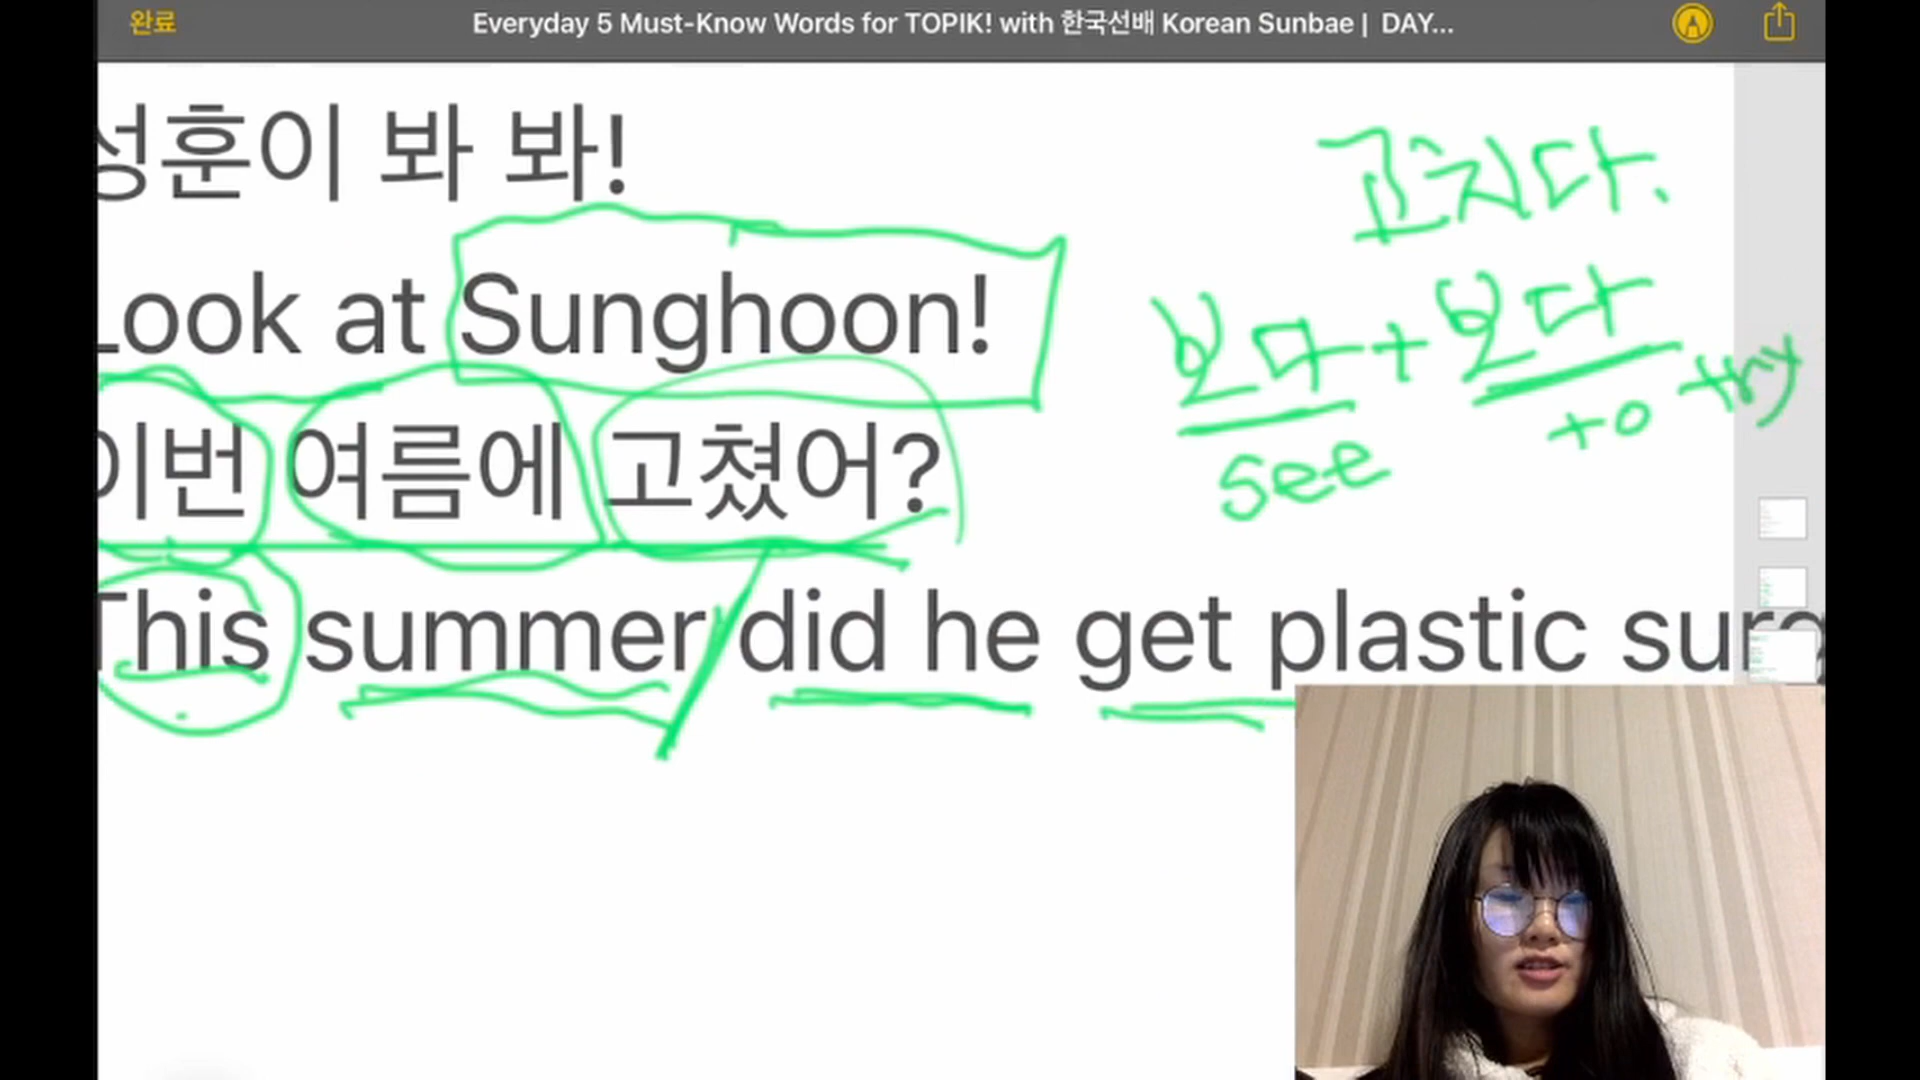 완료 Everyday 5 Must-Know Words for TOPIK! with 한국선배 Korean Sunbae | DAY...
성훈이 봐 봐!
고치다.
Look at Sunghoon!
보다+보다
see
to try
이번 여름에 고쳤어?
This summer did he get plastic surg